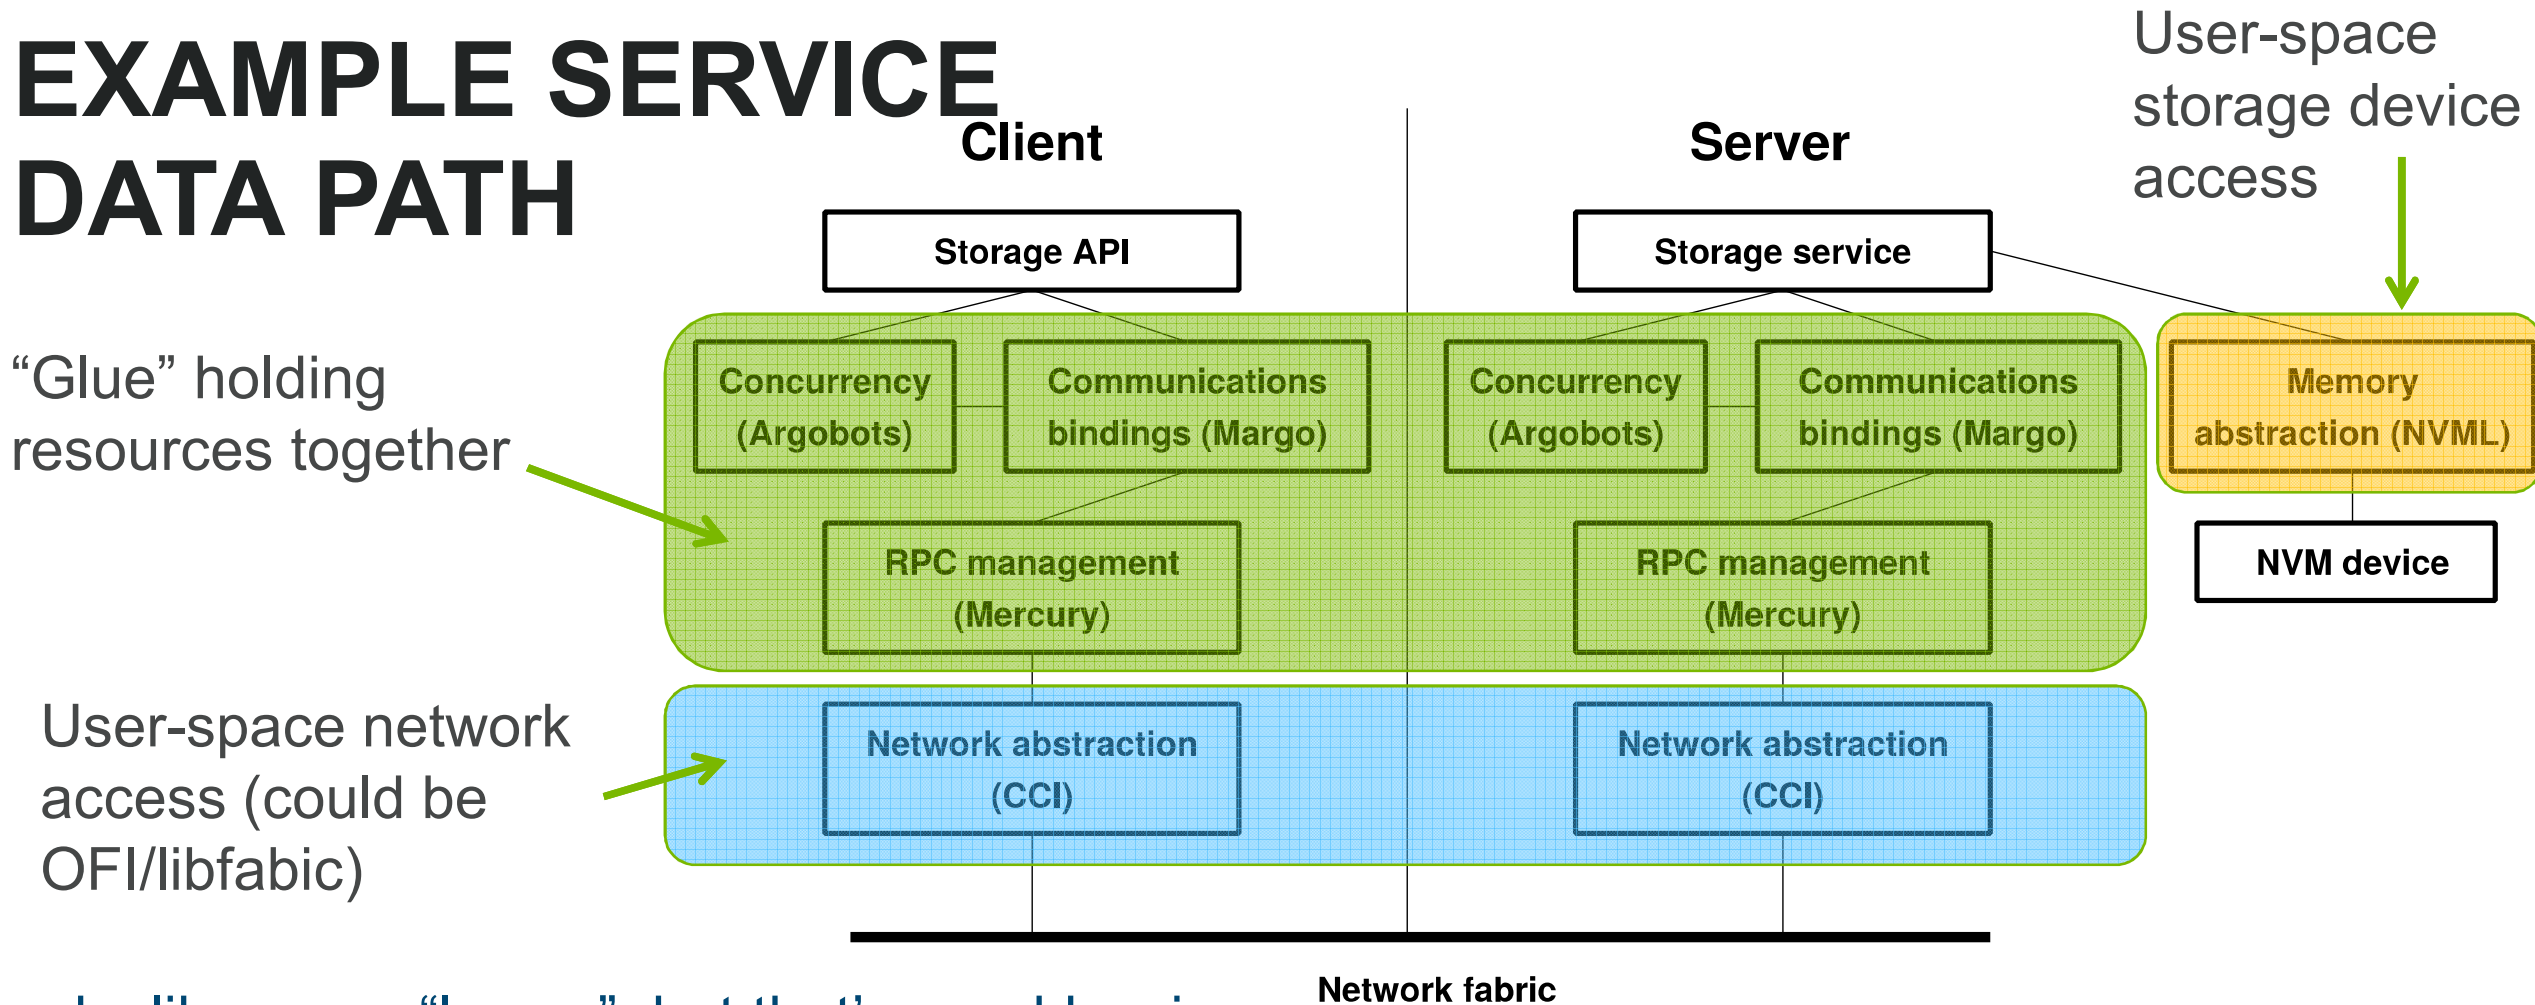 EXAMPLE SERVICE
DATA PATH
User-space
storage device
access
Client
Server
Storage API
Storage service
“Glue” holding
resources together
Concurrency
(Argobots)
Communications
bindings (Margo)
Concurrency
(Argobots)
Communications
bindings (Margo)
Memory
abstraction (NVML)
RPC management
(Mercury)
RPC management
(Mercury)
NVM device
User-space network
access (could be
OFI/libfabic)
Network abstraction
(CCI)
Network abstraction
(CCI)
Network fabric